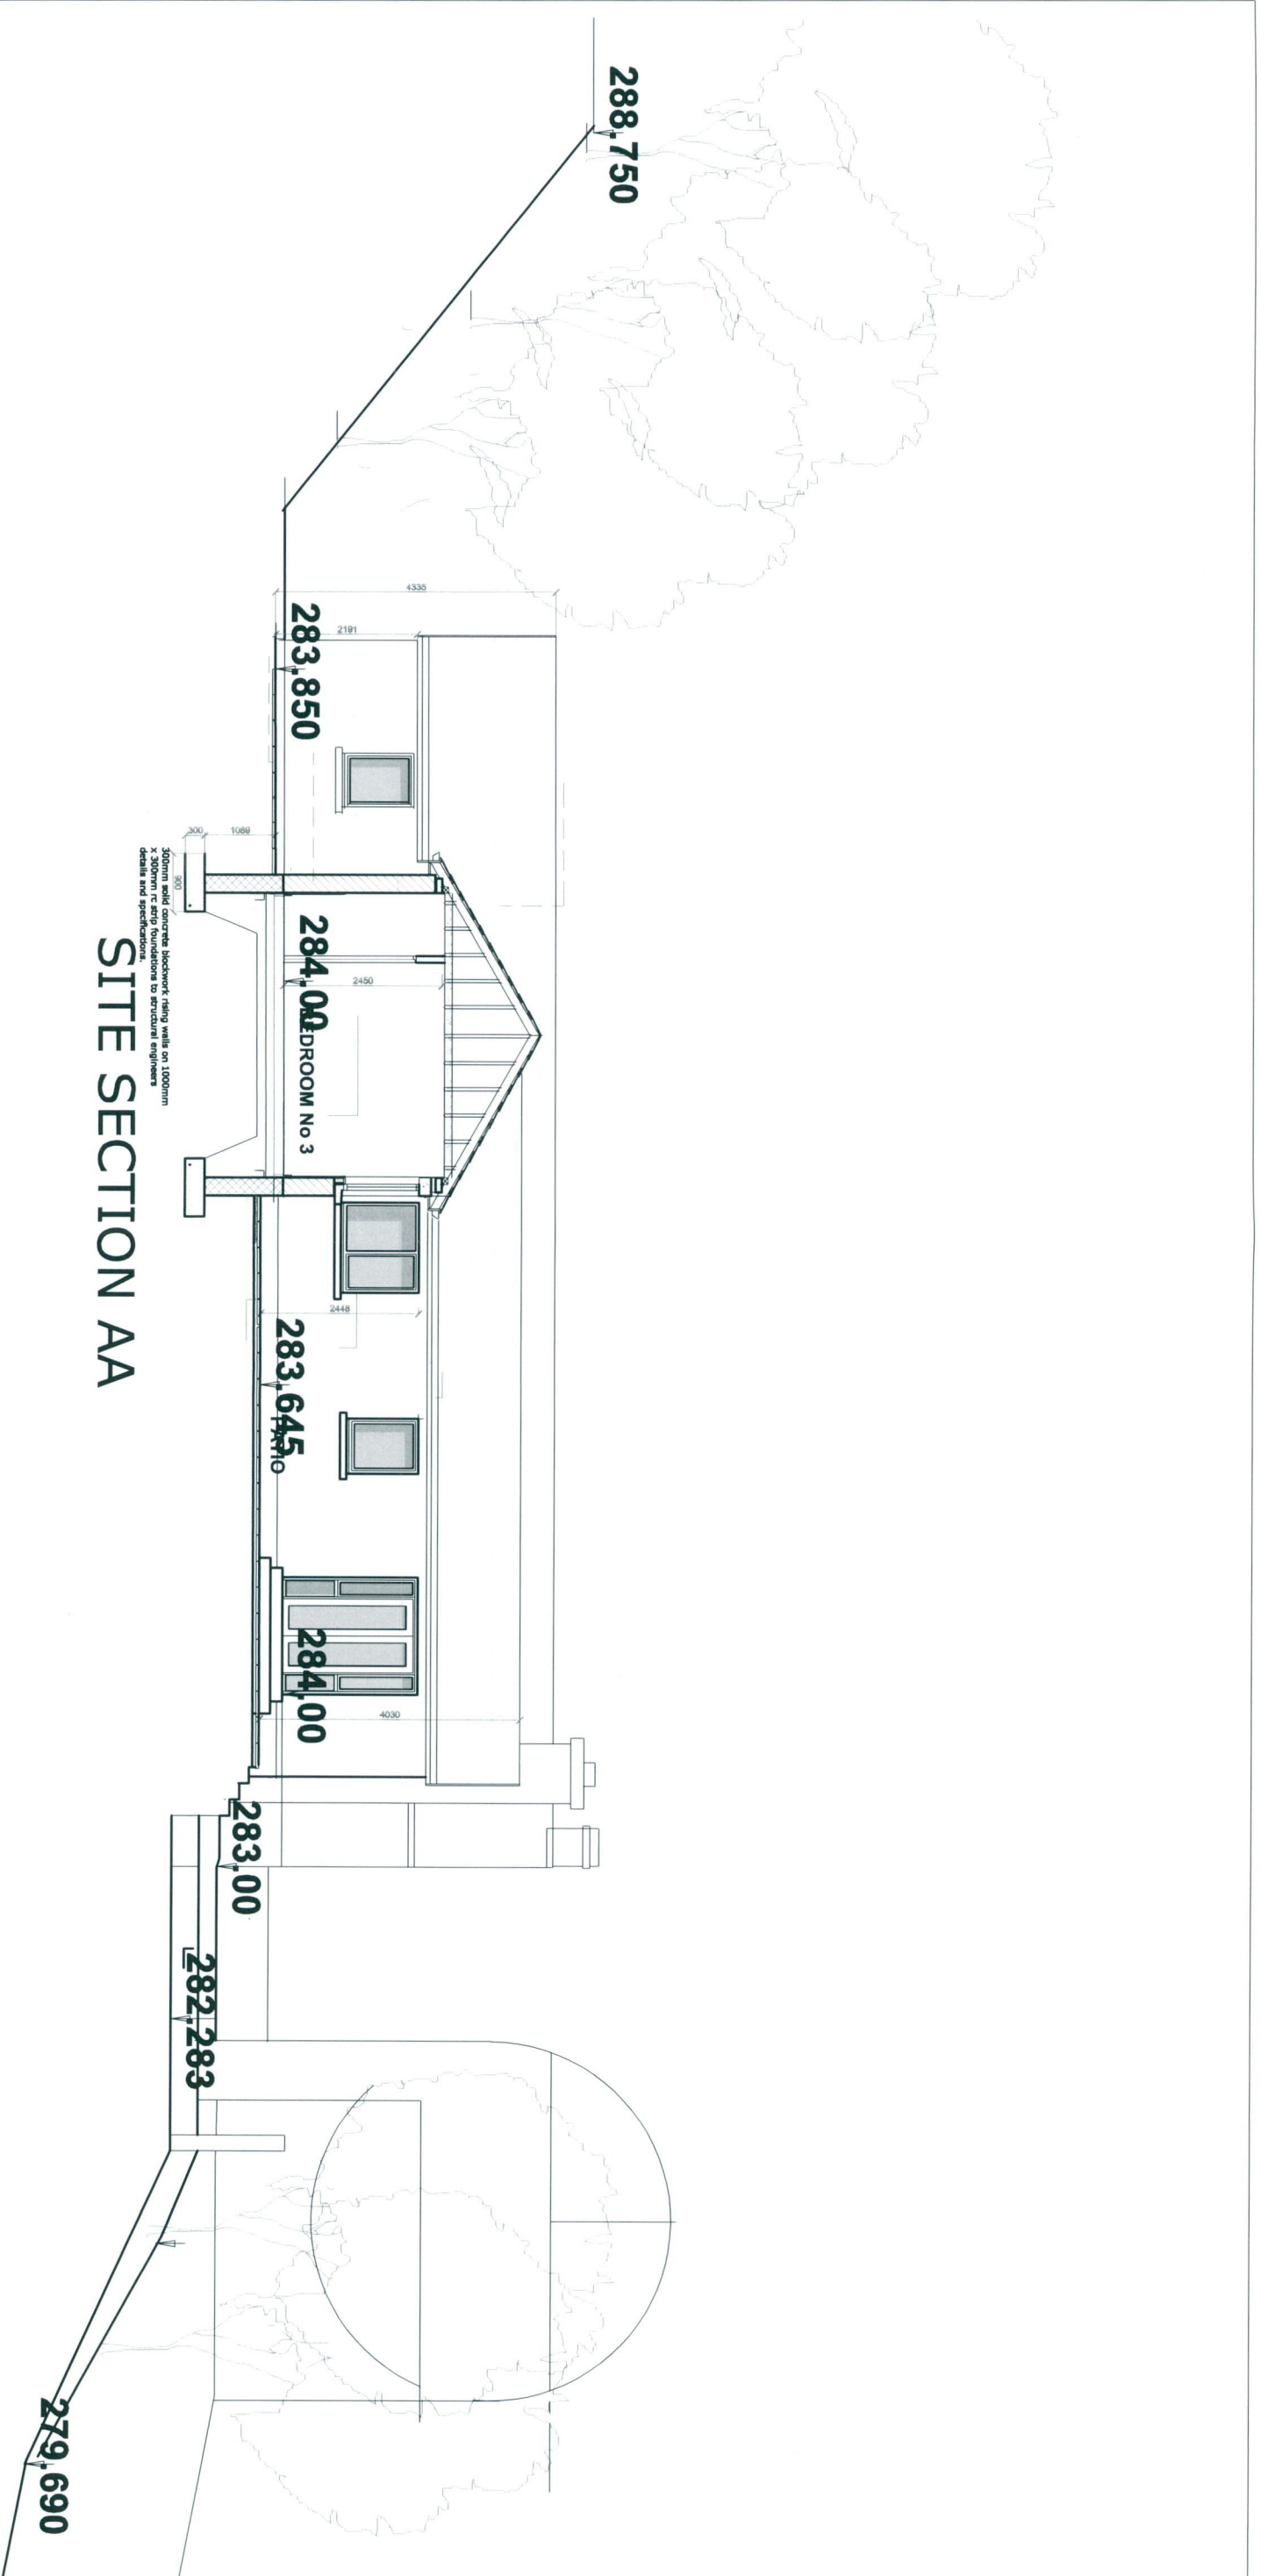 288.750
4335
2191
283.850
300
1089
900
284.00
2450
BEDROOM No 3
2448
283.645
PATIO
284.00
4030
283.00
282.283
279.690
300mm solid concrete blockwork rising walls on 1000mm
x 300mm rc strip foundations to structural engineers
details and specifications.
SITE SECTION AA